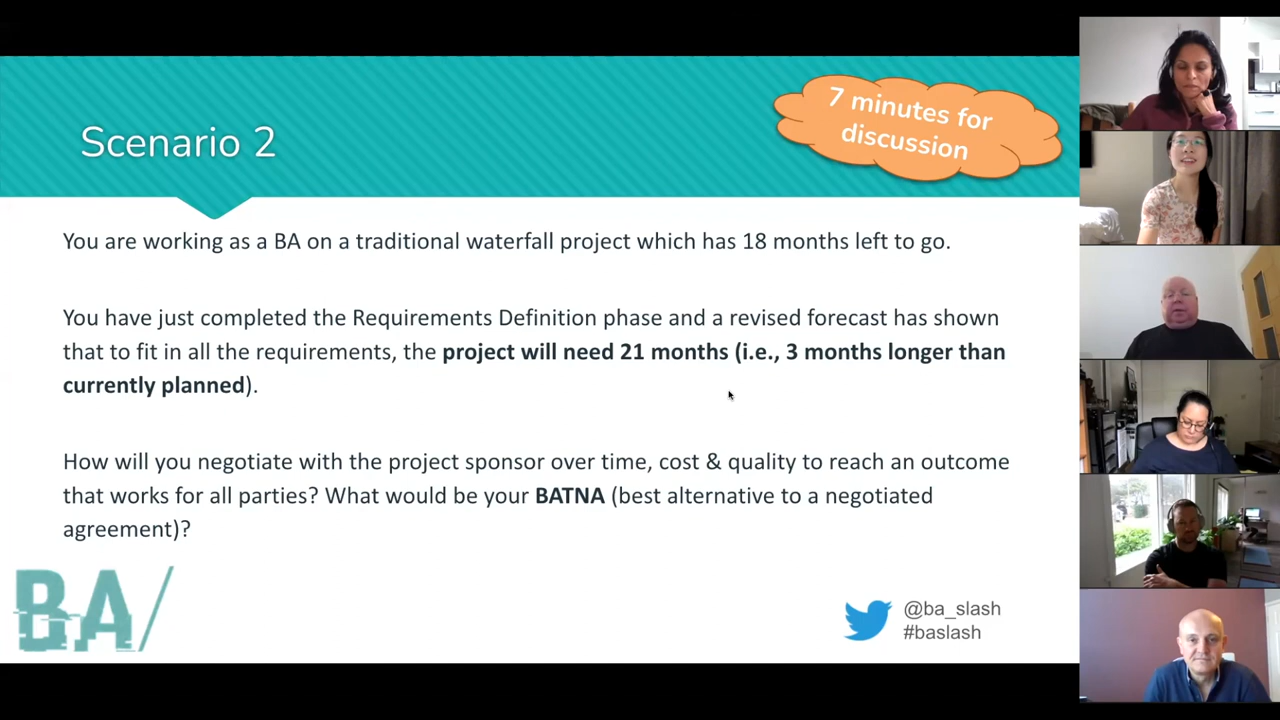 Scenario 2
7 minutes for
discussion
You are working as a BA on a traditional waterfall project which has 18 months left to go.
You have just completed the Requirements Definition phase and a revised forecast has shown
that to fit in all the requirements, the project will need 21 months (i.e., 3 months longer than
currently planned).
How will you negotiate with the project sponsor over time, cost & quality to reach an outcome
that works for all parties? What would be your BATNA (best alternative to a negotiated
agreement)?
BA/
@ba_slash
#baslash